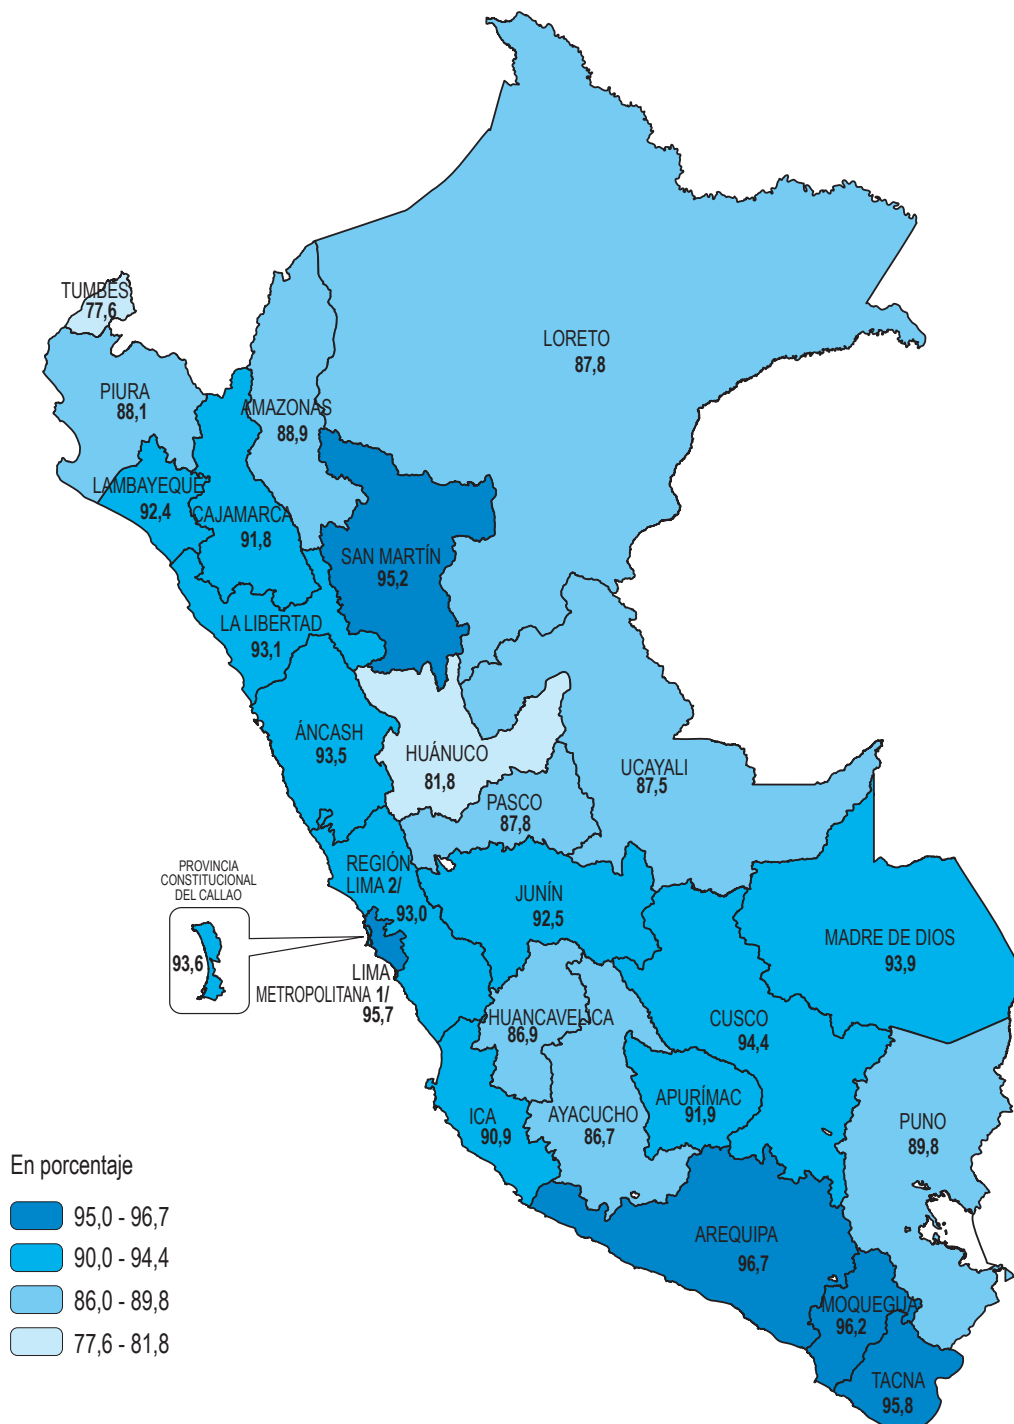 TUMBES
77,6
PIURA
88,1
LORETO
87,8
AMAZONAS
88,9
LAMBAYEQUE
92,4
CAJAMARCA
91,8
SAN MARTÍN
95,2
LA LIBERTAD
93,1
ÁNCASH
93,5
HUÁNUCO
81,8
UCAYALI
87,5
PASCO
87,8
PROVINCIA
CONSTITUCIONAL
DEL CALLAO
93,6
REGIÓN
LIMA 2/
93,0
LIMA
METROPOLITANA 1/
95,7
JUNÍN
92,5
MADRE DE DIOS
93,9
HUANCAVELICA
86,9
CUSCO
94,4
ICA
90,9
AYACUCHO
86,7
APURÍMAC
91,9
PUNO
89,8
AREQUIPA
96,7
MOQUEGUA
96,2
TACNA
95,8
En porcentaje
95,0 - 96,7
90,0 - 94,4
86,0 - 89,8
77,6 - 81,8